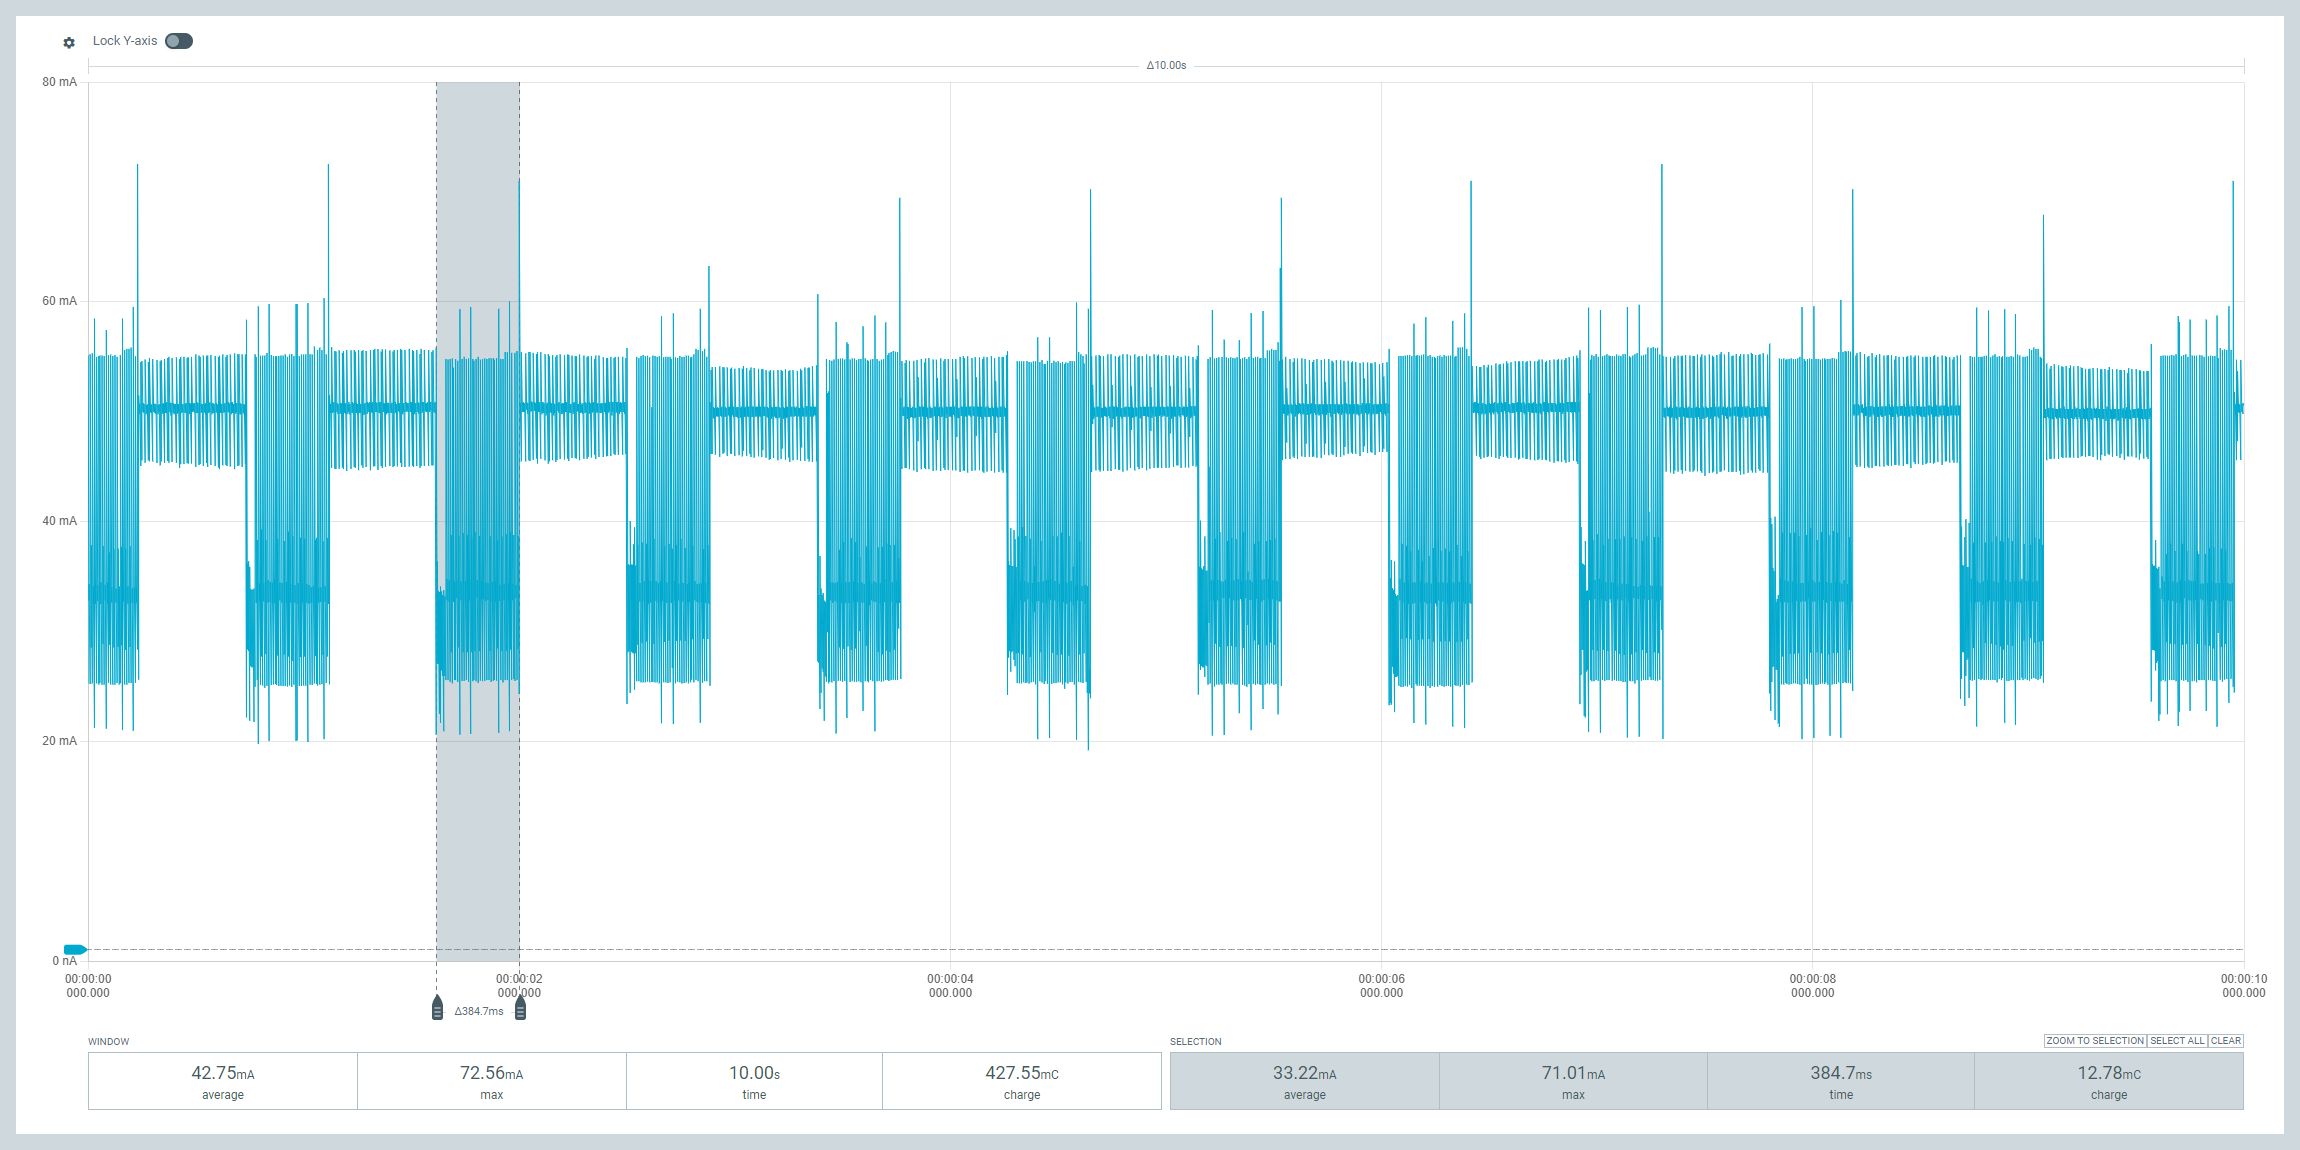 Lock Y-axis
Δ10.00s
80 mA
60 mA
40 mA
20 mA
0 nA
00:00:00 00:00:02 00:00:04 00:00:06 00:00:08 00:00:10
000.000 000.000 000.000 000.000 000.000 000.000
Δ384.7ms
WINDOW
42.75mA 72.56mA 10.00s 427.55mC
average max time charge
SELECTION
ZOOM TO SELECTION SELECT ALL CLEAR
33.22mA 71.01mA 384.7ms 12.78mC
average max time charge